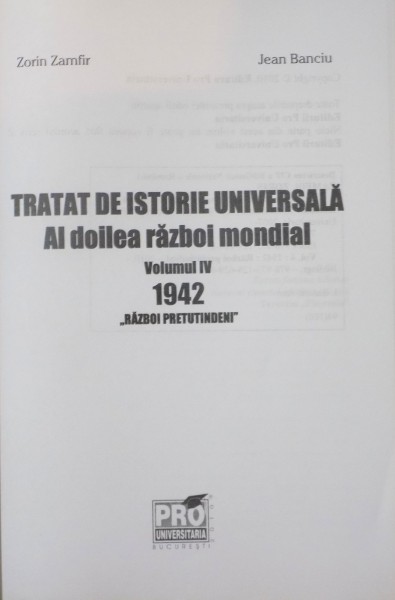 Zorin Zamfir
Jean Banciu
TRATAT DE ISTORIE UNIVERSALĂ
Al doilea război mondial
Volumul IV
1942
„RĂZBOI PRETUTINDENI”
PRO
UNIVERSITARIA
BUCUREȘTI